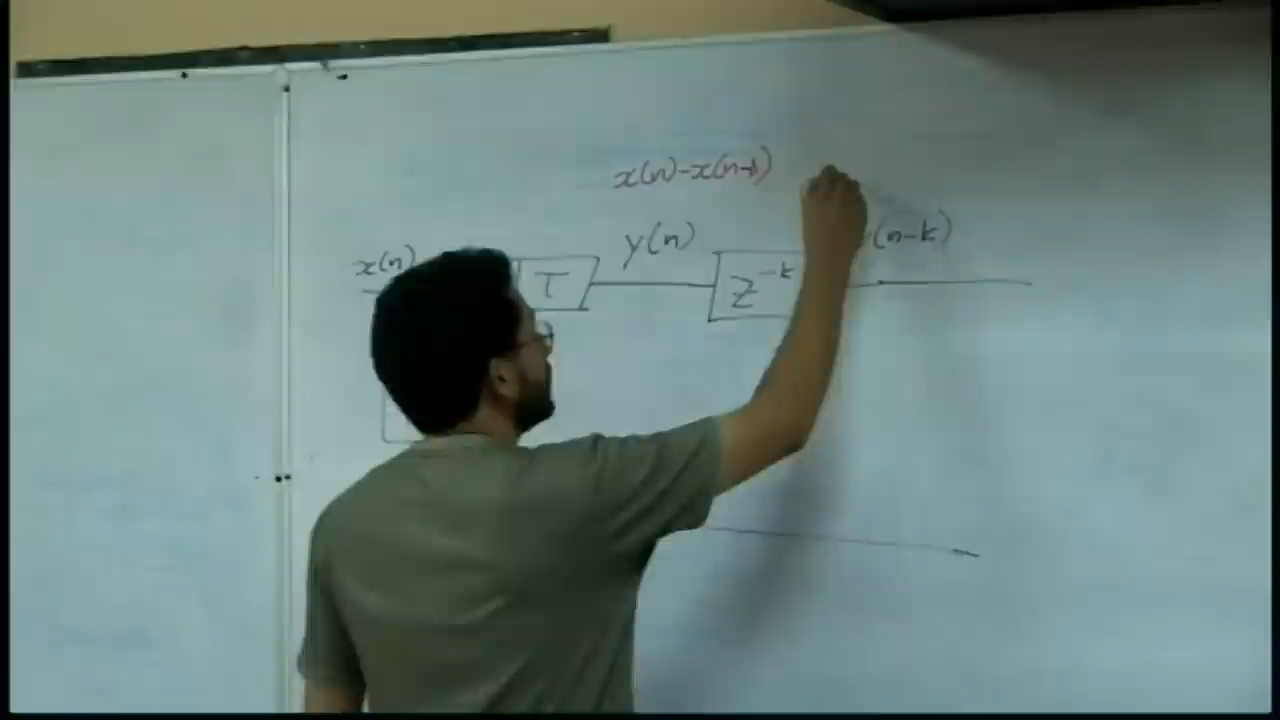 x(n)-x(n-1)
y(n) (n-k)
x(n) T z^-k